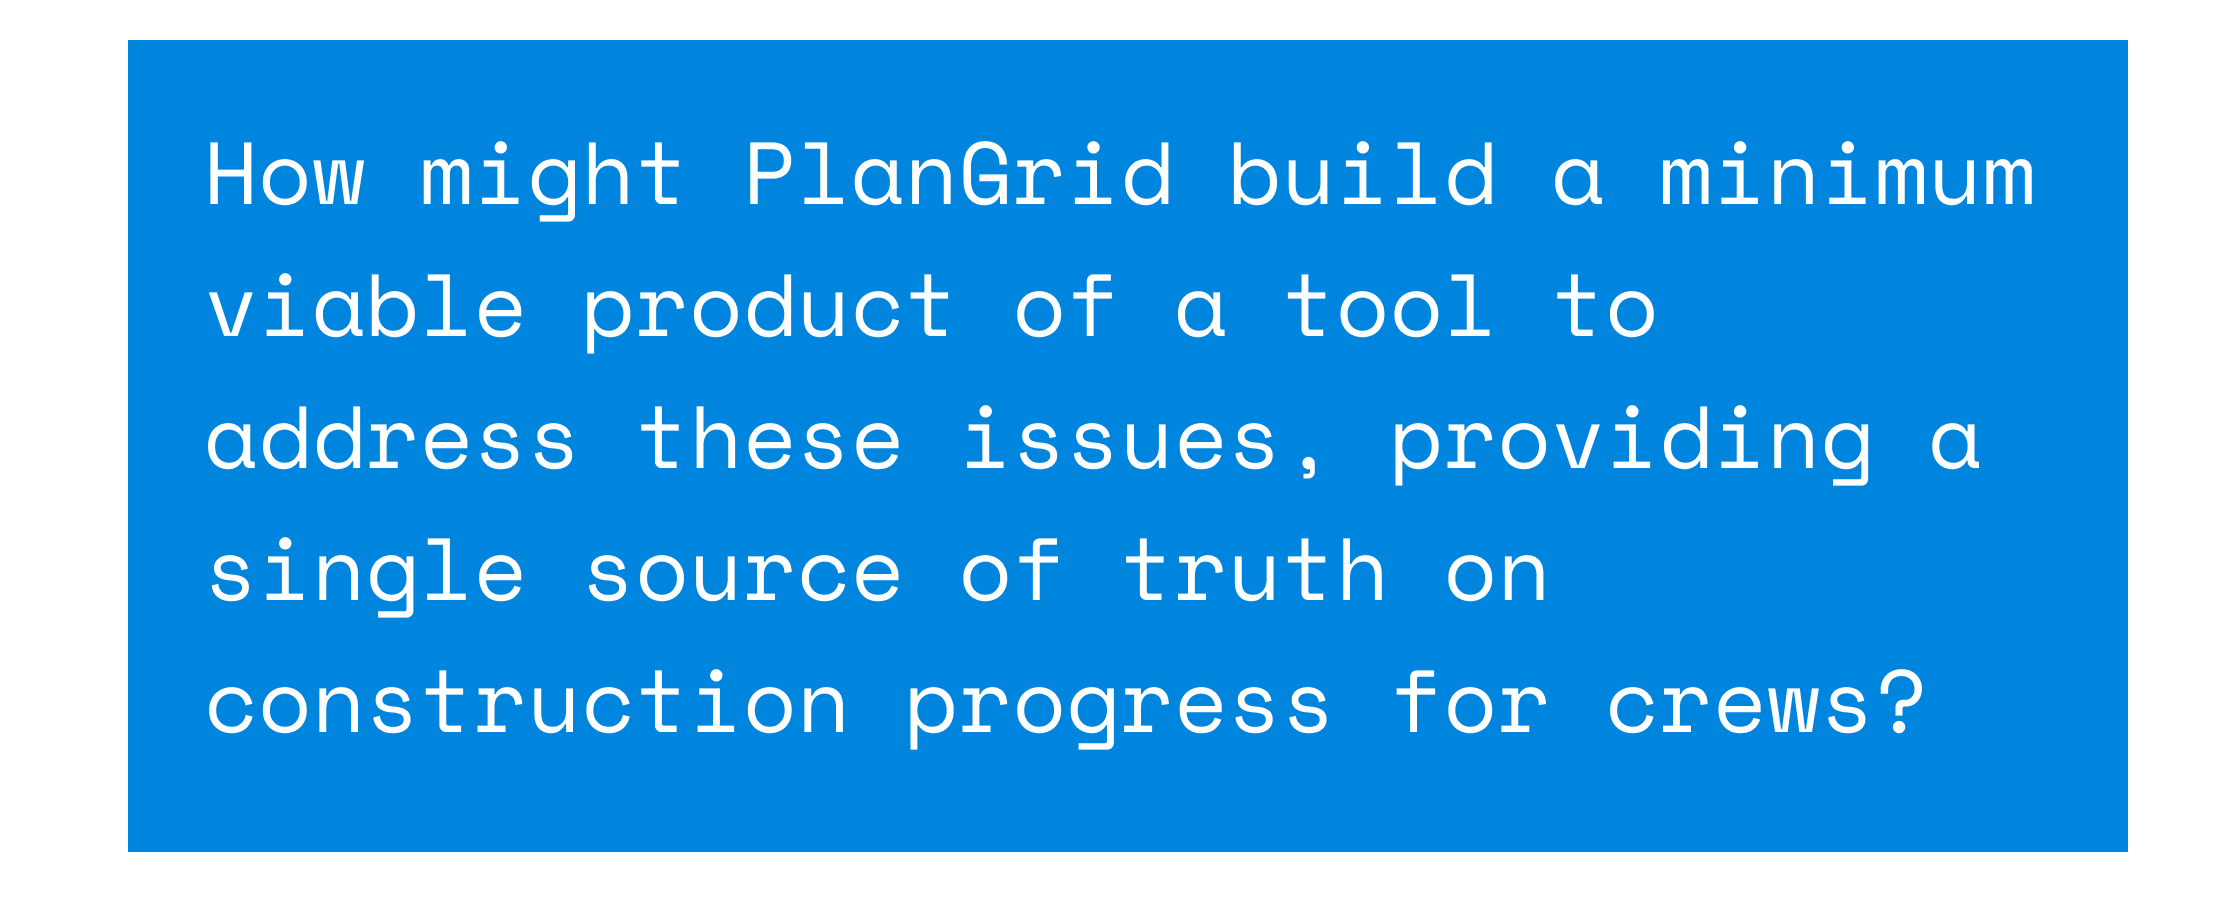 How might PlanGrid build a minimum
viable product of a tool to
address these issues, providing a
single source of truth on
construction progress for crews?